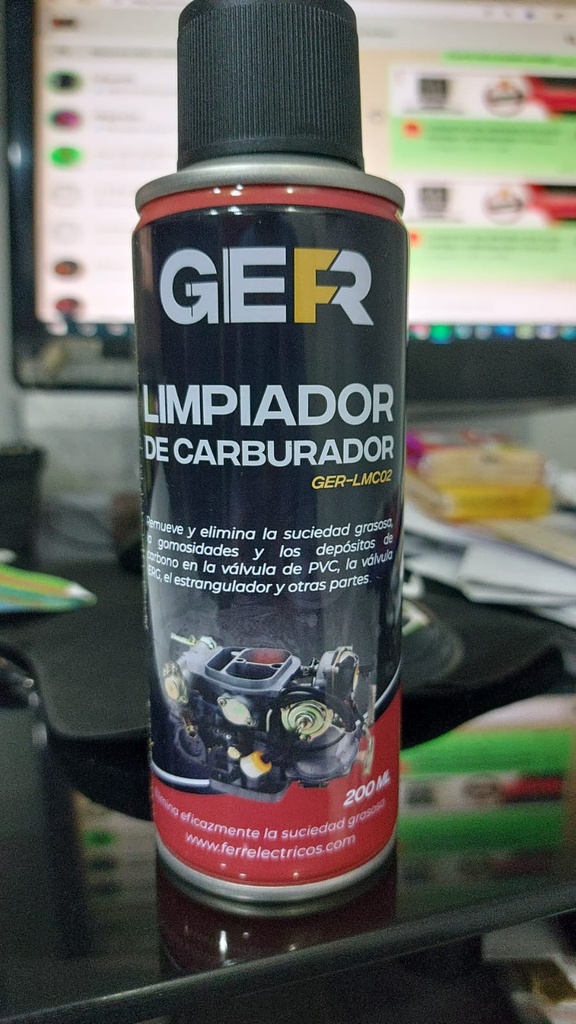 GER
LIMPIADOR
DE CARBURADOR
GER-LMC02
Remueve y elimina la suciedad grasosa,
a gomosidades y los depósitos de
carbono en la válvula de PVC, la válvula
ERG, el estrangulador y otras partes.
200 ML
Elimina eficazmente la suciedad grasosa
www.ferrelectricos.com